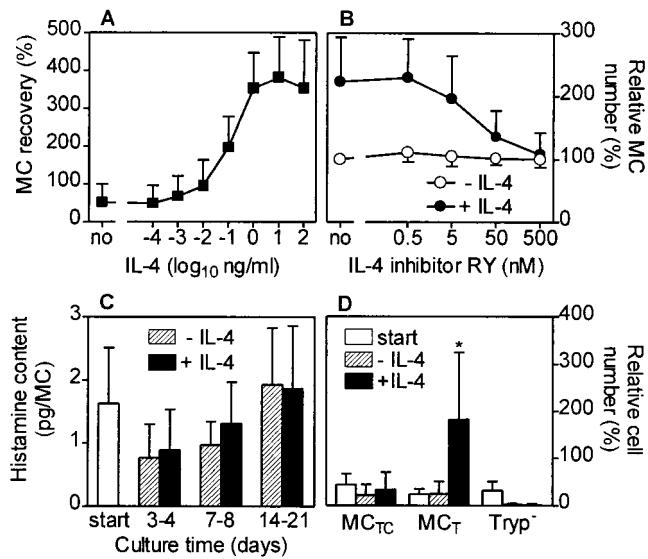 A
500
400
300
200
100
0
MC recovery (%)
no -4 -3 -2 -1 0 1 2
IL-4 (log10 ng/ml)
B
300
200
100
0
Relative MC
number (%)
- IL-4
+ IL-4
no 0.5 5 50 500
IL-4 inhibitor RY (nM)
C
3
2
1
0
Histamine content
(pg/MC)
- IL-4
+ IL-4
start 3-4 7-8 14-21
Culture time (days)
D
start
- IL-4
+ IL-4
*
400
300
200
100
0
Relative cell
number (%)
MCTC MCT Tryp-